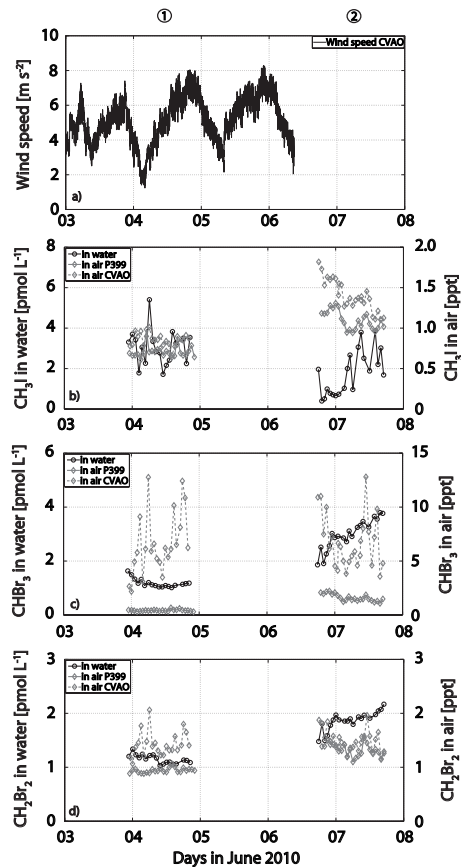 ① ②
Wind speed [m s⁻²]
10
8
6
4
2
0
Wind speed CVAO
a)
03 04 05 06 07 08
CH₃I in water [pmol L⁻¹]
8
6
4
2
0
In water
In air P399
In air CVAO
b)
2.0
1.5
1.0
0.5
0
CH₃I in air [ppt]
03 04 05 06 07 08
CHBr₃ in water [pmol L⁻¹]
6
4
2
0
In water
In air P399
In air CVAO
c)
15
10
5
0
CHBr₃ in air [ppt]
03 04 05 06 07 08
CH₂Br₂ in water [pmol L⁻¹]
3
2
1
0
In water
In air P399
In air CVAO
d)
3
2
1
0
CH₂Br₂ in air [ppt]
03 04 05 06 07 08
Days in June 2010